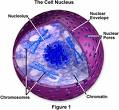 The Cell Nucleus
Nucleolus
Nuclear
Envelope
Nuclear
Pores
Chromosomes
Chromatin
Figure 1